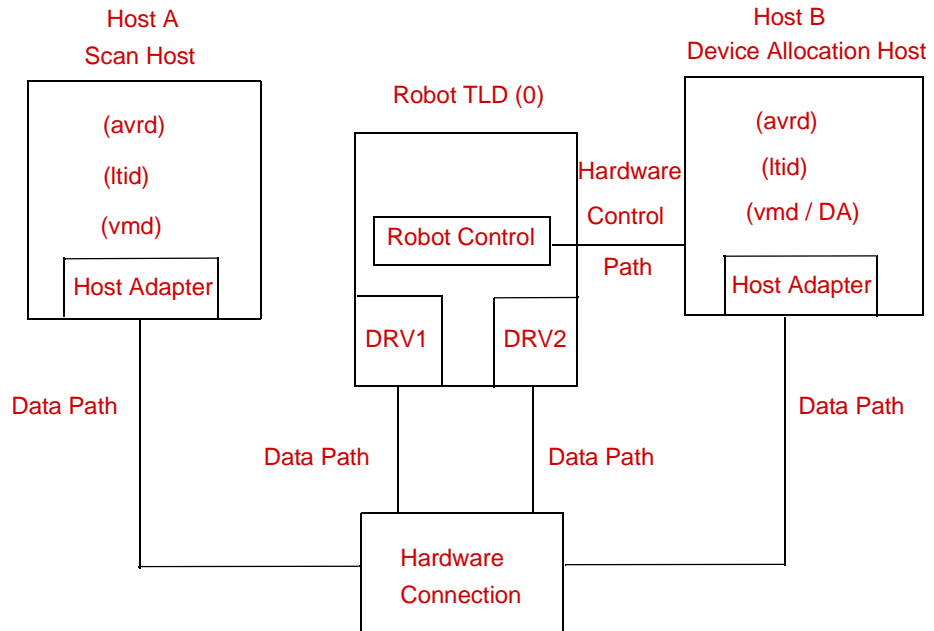 Host A
Scan Host
(avrd)
(ltid)
(vmd)
Host Adapter
Data Path
Robot TLD (0)
Robot Control
DRV1
DRV2
Data Path
Data Path
Hardware
Connection
Hardware
Control
Path
Host B
Device Allocation Host
(avrd)
(ltid)
(vmd / DA)
Host Adapter
Data Path